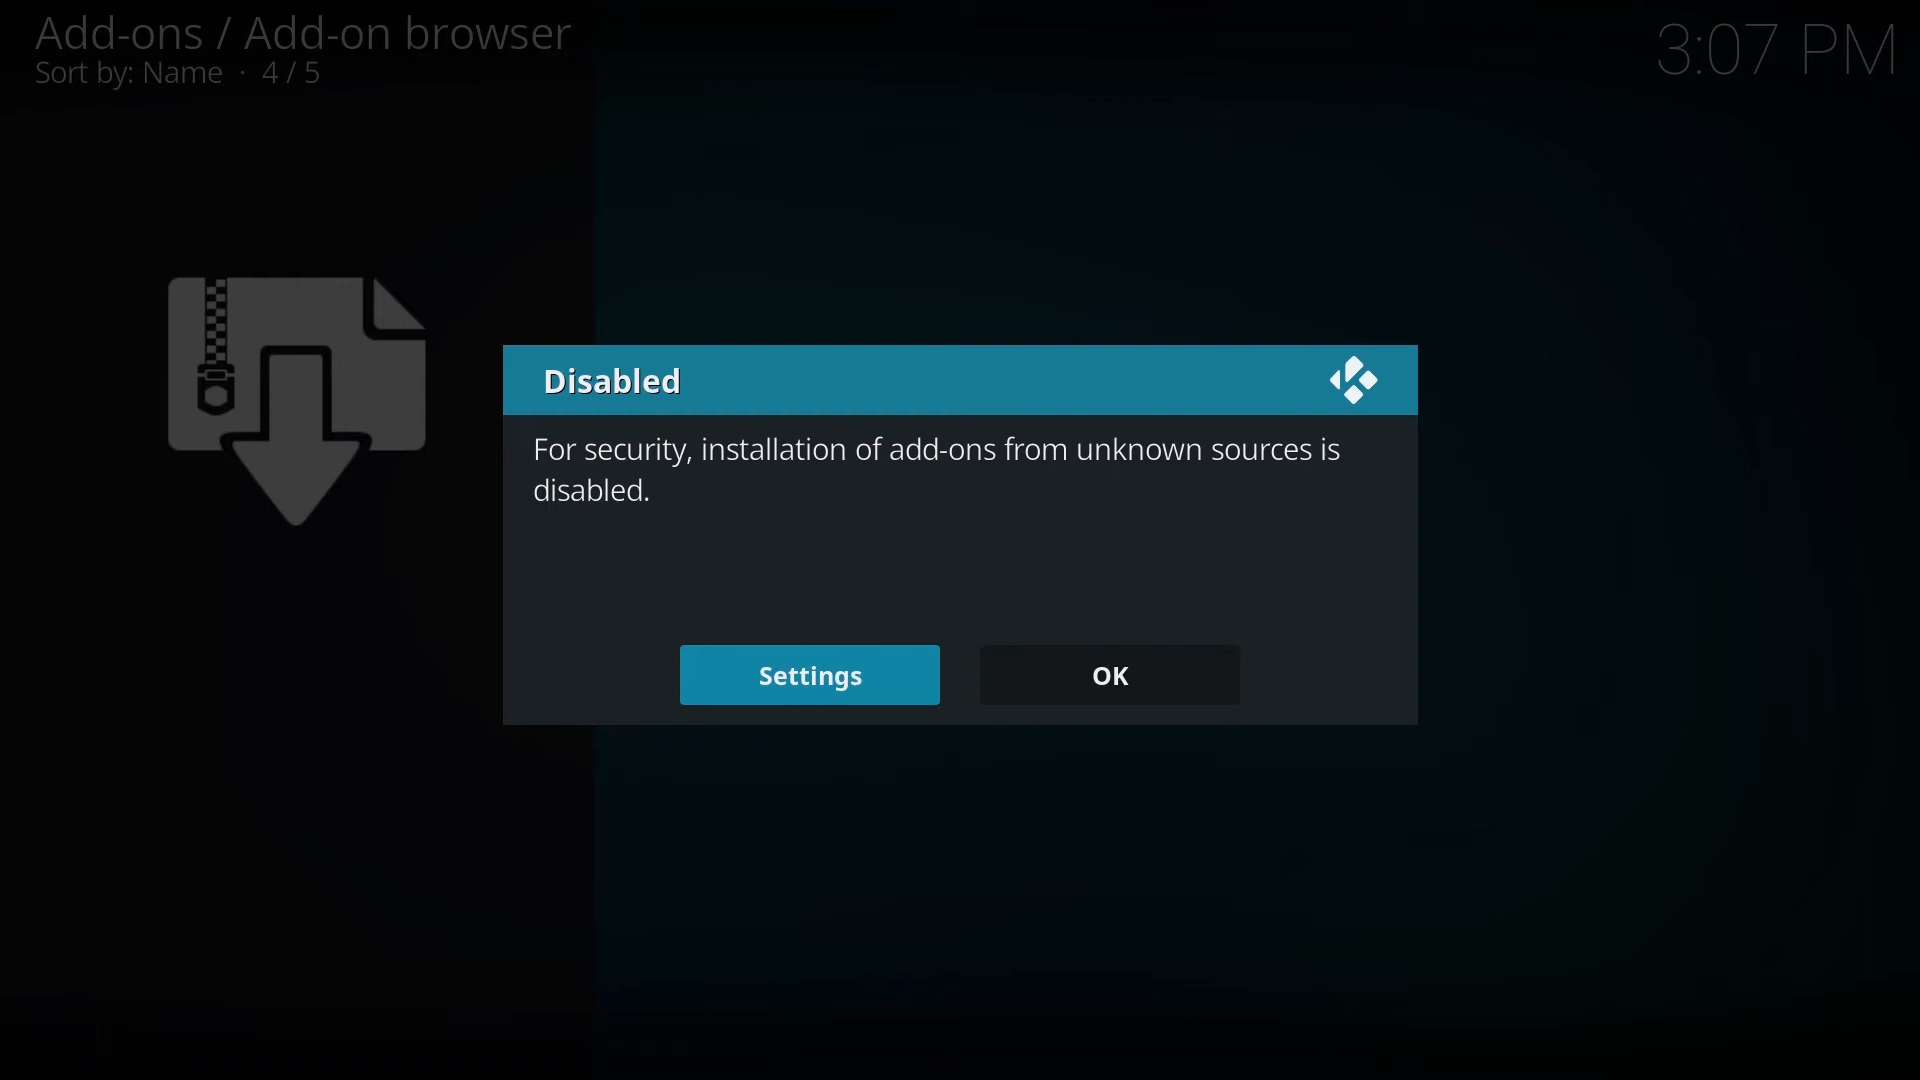 Add-ons / Add-on browser
Sort by: Name · 4 / 5
3:07 PM
Disabled
For security, installation of add-ons from unknown sources is
disabled.
Settings
OK